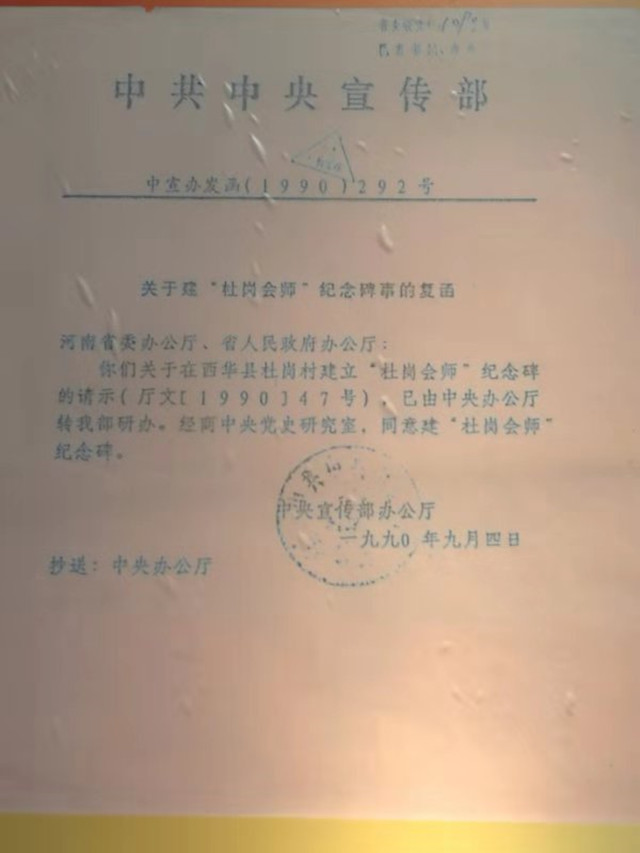 中共中央宣传部
中宣办发函(1990)292号
关于建“杜岗会师”纪念碑事的复函
河南省委办公厅、省人民政府办公厅:
你们关于在西华县杜岗村建立“杜岗会师”纪念碑
的请示(厅文[1990]47号),已由中央办公厅
转我部研办。经商中央党史研究室,同意建“杜岗会师”
纪念碑。
中央宣传部办公厅
一九九0年九月四日
抄送:中央办公厅